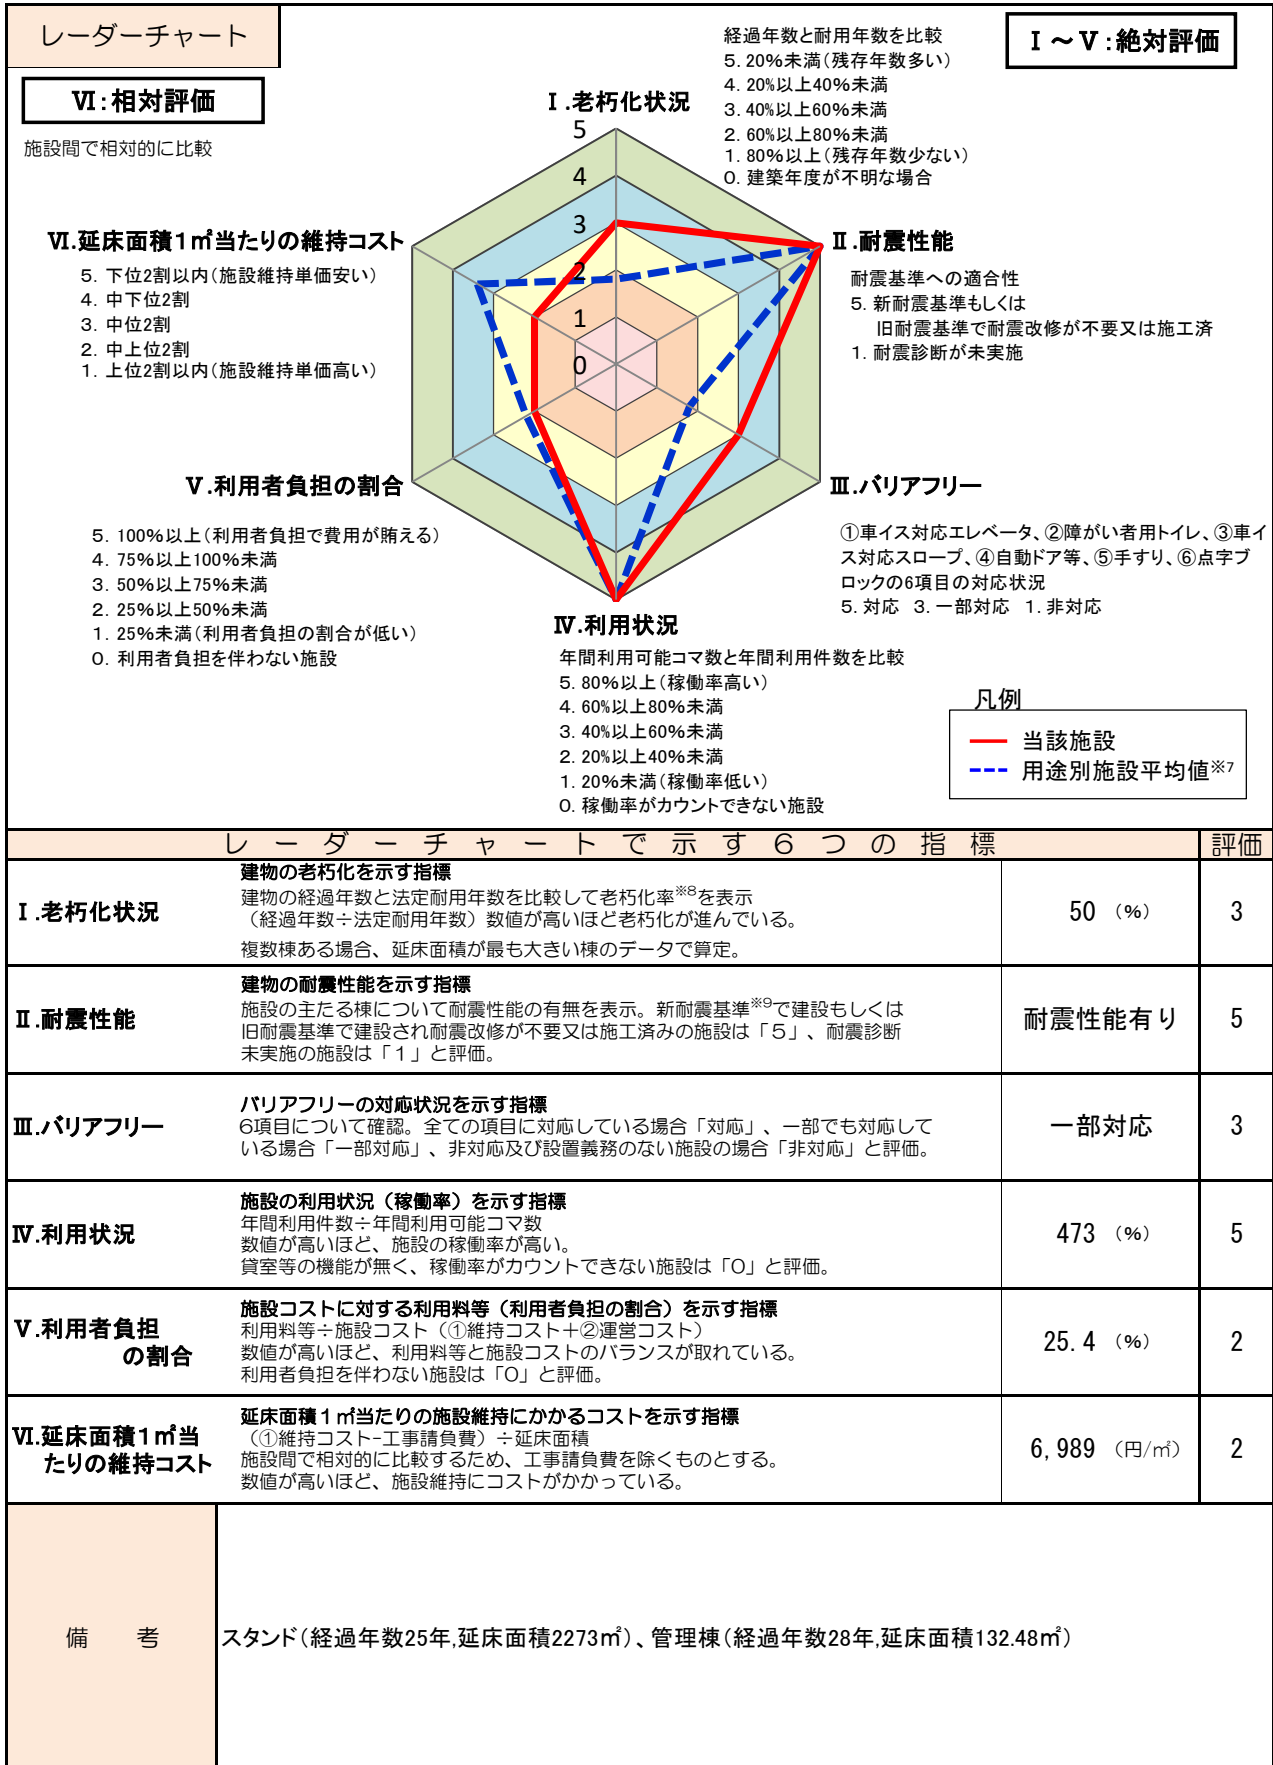 レーダーチャート
Ⅰ～Ⅴ：絶対評価
Ⅵ：相対評価
施設間で相対的に比較
経過年数と耐用年数を比較
5．20％未満（残存年数多い）
4．20％以上40％未満
3．40％以上60％未満
2．60％以上80％未満
1．80％以上（残存年数少ない）
0．建築年度が不明な場合
Ⅰ.老朽化状況
5
4
3
2
1
0
Ⅵ.延床面積1㎡当たりの維持コスト
5．下位2割以内（施設維持単価安い）
4．中下位2割
3．中位2割
2．中上位2割
1．上位2割以内（施設維持単価高い）
Ⅱ.耐震性能
耐震基準への適合性
5．新耐震基準もしくは
旧耐震基準で耐震改修が不要又は施工済
1．耐震診断が未実施
Ⅴ.利用者負担の割合
5．100％以上（利用者負担で費用が賄える）
4．75％以上100％未満
3．50％以上75％未満
2．25％以上50％未満
1．25％未満（利用者負担の割合が低い）
0．利用者負担を伴わない施設
Ⅲ.バリアフリー
①車イス対応エレベータ、②障がい者用トイレ、③車イ
ス対応スロープ、④自動ドア等、⑤手すり、⑥点字ブ
ロックの6項目の対応状況
5．対応 3．一部対応 1．非対応
Ⅳ.利用状況
年間利用可能コマ数と年間利用件数を比較
5．80％以上（稼働率高い）
4．60％以上80％未満
3．40％以上60％未満
2．20％以上40％未満
1．20％未満（稼働率低い）
0．稼働率がカウントできない施設
凡例
当該施設
用途別施設平均値※7
レーダーチャートで示す6つの指標 評価
Ⅰ.老朽化状況
建物の老朽化を示す指標
建物の経過年数と法定耐用年数を比較して老朽化率※8を表示
（経過年数÷法定耐用年数）数値が高いほど老朽化が進んでいる。
複数棟ある場合、延床面積が最も大きい棟のデータで算定。
50 （%） 3
Ⅱ.耐震性能
建物の耐震性能を示す指標
施設の主たる棟について耐震性能の有無を表示。新耐震基準※9で建設もしくは
旧耐震基準で建設され耐震改修が不要又は施工済みの施設は「5」、耐震診断
未実施の施設は「1」と評価。
耐震性能有り 5
Ⅲ.バリアフリー
バリアフリーの対応状況を示す指標
6項目について確認。全ての項目に対応している場合「対応」、一部でも対応して
いる場合「一部対応」、非対応及び設置義務のない施設の場合「非対応」と評価。
一部対応 3
Ⅳ.利用状況
施設の利用状況（稼働率）を示す指標
年間利用件数÷年間利用可能コマ数
数値が高いほど、施設の稼働率が高い。
貸室等の機能が無く、稼働率がカウントできない施設は「0」と評価。
473 （%） 5
Ⅴ.利用者負担
の割合
施設コストに対する利用料等（利用者負担の割合）を示す指標
利用料等÷施設コスト（①維持コスト＋②運営コスト）
数値が高いほど、利用料等と施設コストのバランスが取れている。
利用者負担を伴わない施設は「0」と評価。
25.4 （%） 2
Ⅵ.延床面積1㎡当
たりの維持コスト
延床面積１㎡当たりの施設維持にかかるコストを示す指標
（①維持コスト-工事請負費）÷延床面積
施設間で相対的に比較するため、工事請負費を除くものとする。
数値が高いほど、施設維持にコストがかかっている。
6,989 （円/㎡） 2
備 考
スタンド（経過年数25年,延床面積2273㎡）、管理棟（経過年数28年,延床面積132.48㎡）